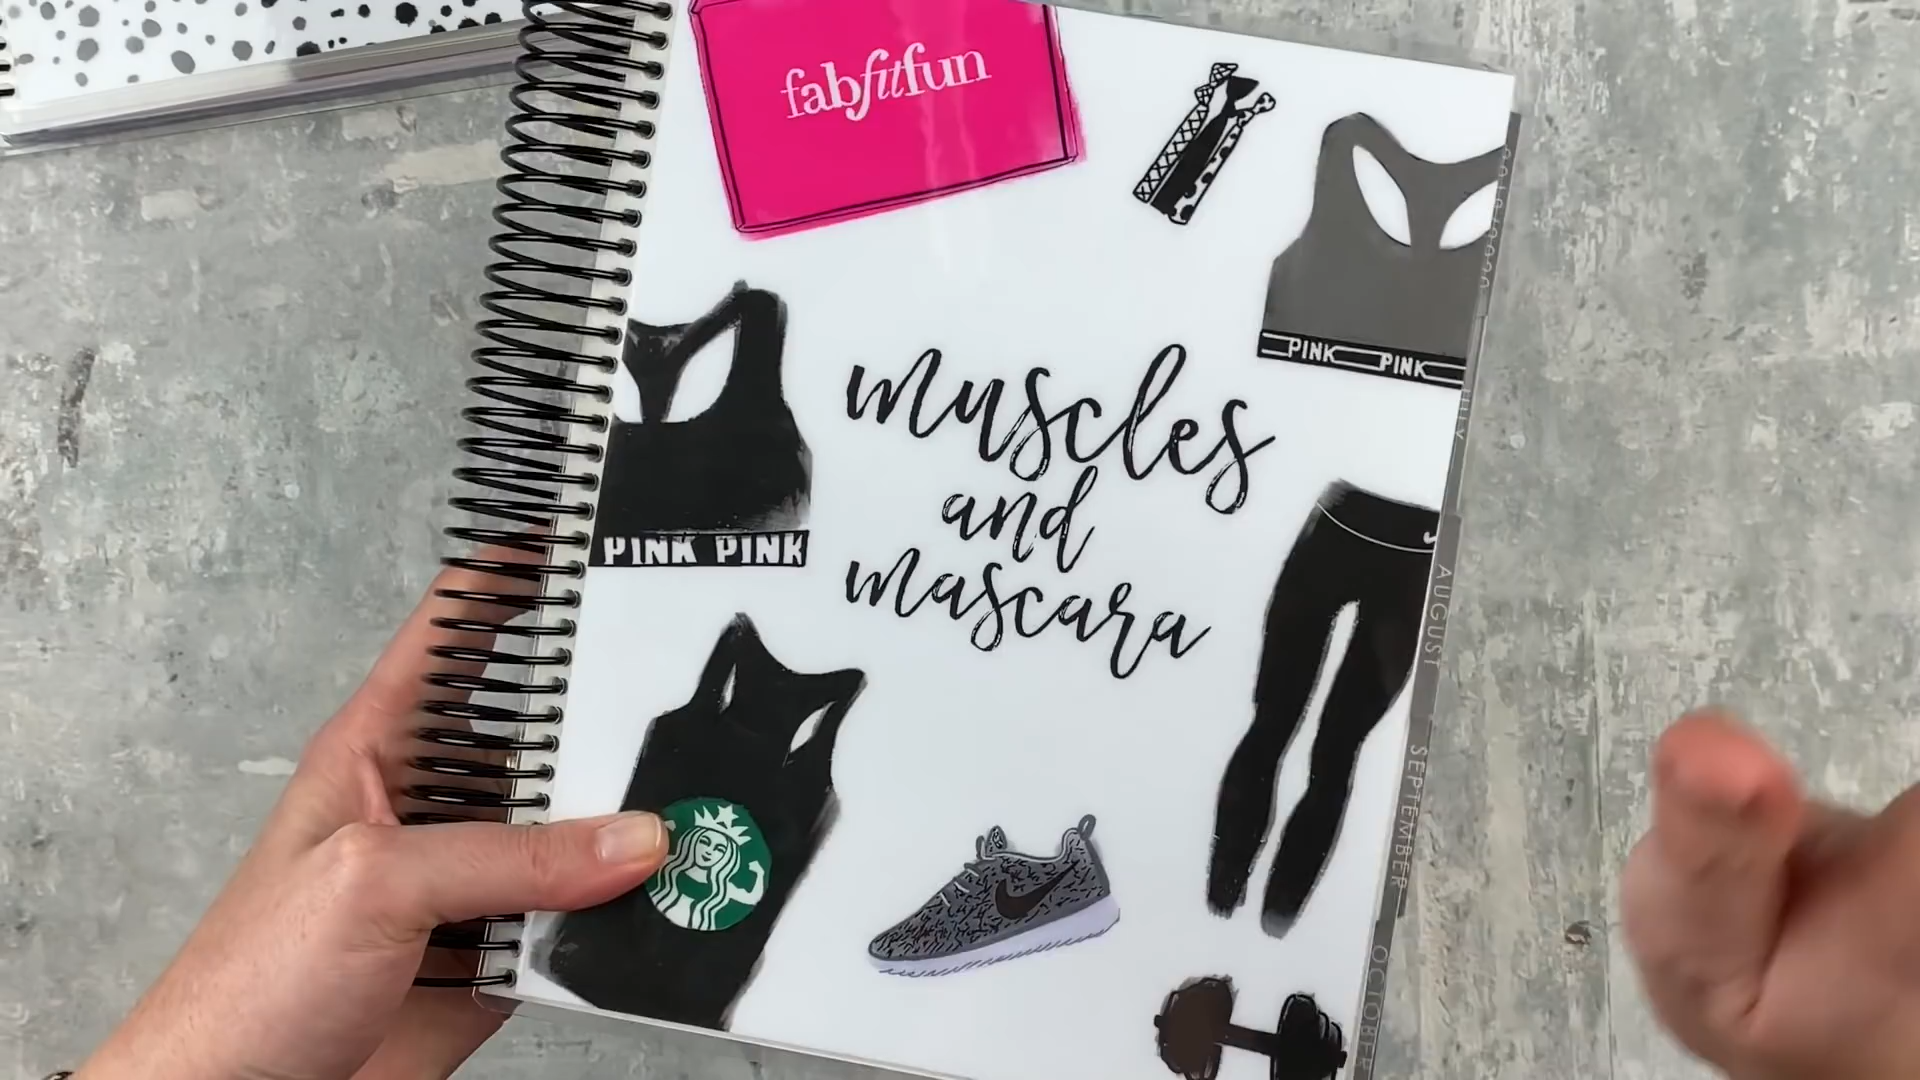 fabfitfun
PINK PINK
muscles
and
mascara
PINK PINK
AUGUST
SEPTEMBER
OCTOBER